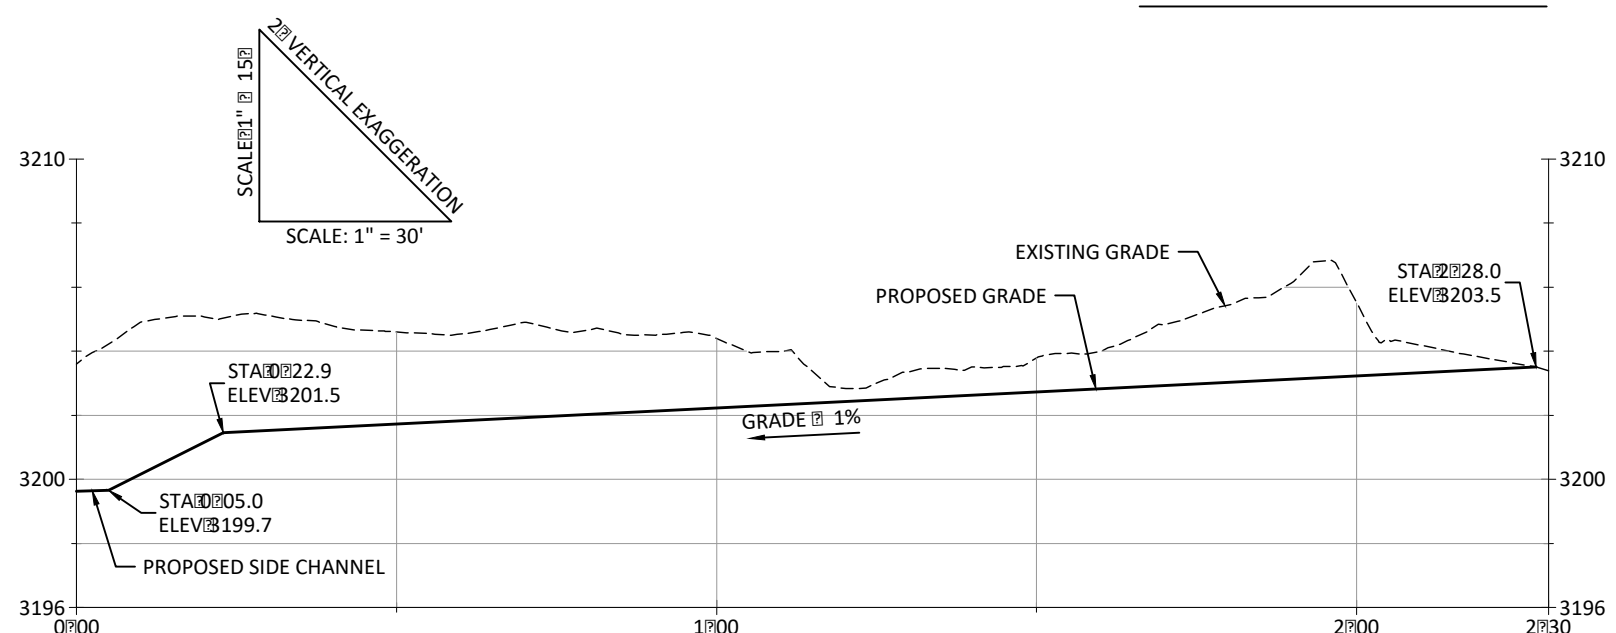 2⍰ VERTICAL EXAGGERATION
SCALE⍰1" ⍰ 15⍰
SCALE: 1" = 30'
3210
3210
EXISTING GRADE
STA⍰2⍰28.0
ELEV⍰3203.5
PROPOSED GRADE
STA⍰0⍰22.9
ELEV⍰3201.5
GRADE ⍰ 1%
3200
3200
STA⍰0⍰05.0
ELEV⍰3199.7
PROPOSED SIDE CHANNEL
3196
3196
0⍰00
1⍰00
2⍰00
2⍰30